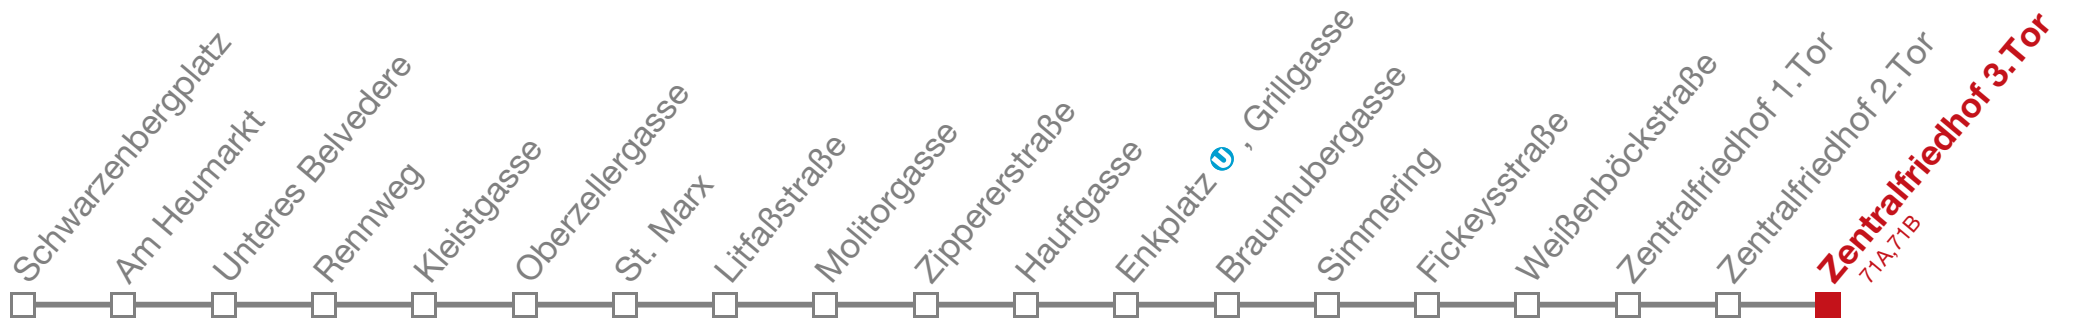 Schwarzenbergplatz
Am Heumarkt
Unteres Belvedere
Rennweg
Kleistgasse
Oberzellergasse
St. Marx
Litfaßstraße
Molitorgasse
Zippererstraße
Hauffgasse
Enkplatz U, Grillgasse
Braunhubergasse
Simmering
Fickeysstraße
Weißenböckstraße
Zentralfriedhof 1.Tor
Zentralfriedhof 2.Tor
Zentralfriedhof 3.Tor
71A,71B